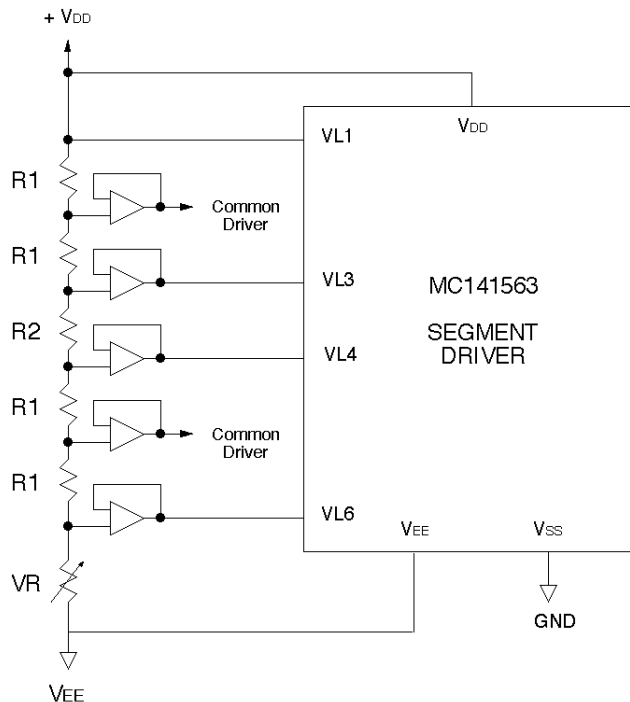 + VDD
VDD
VL1
R1
Common
Driver
R1
VL3
MC141563
R2
SEGMENT
DRIVER
VL4
R1
Common
Driver
R1
VL6
VEE
VSS
VR
GND
VEE